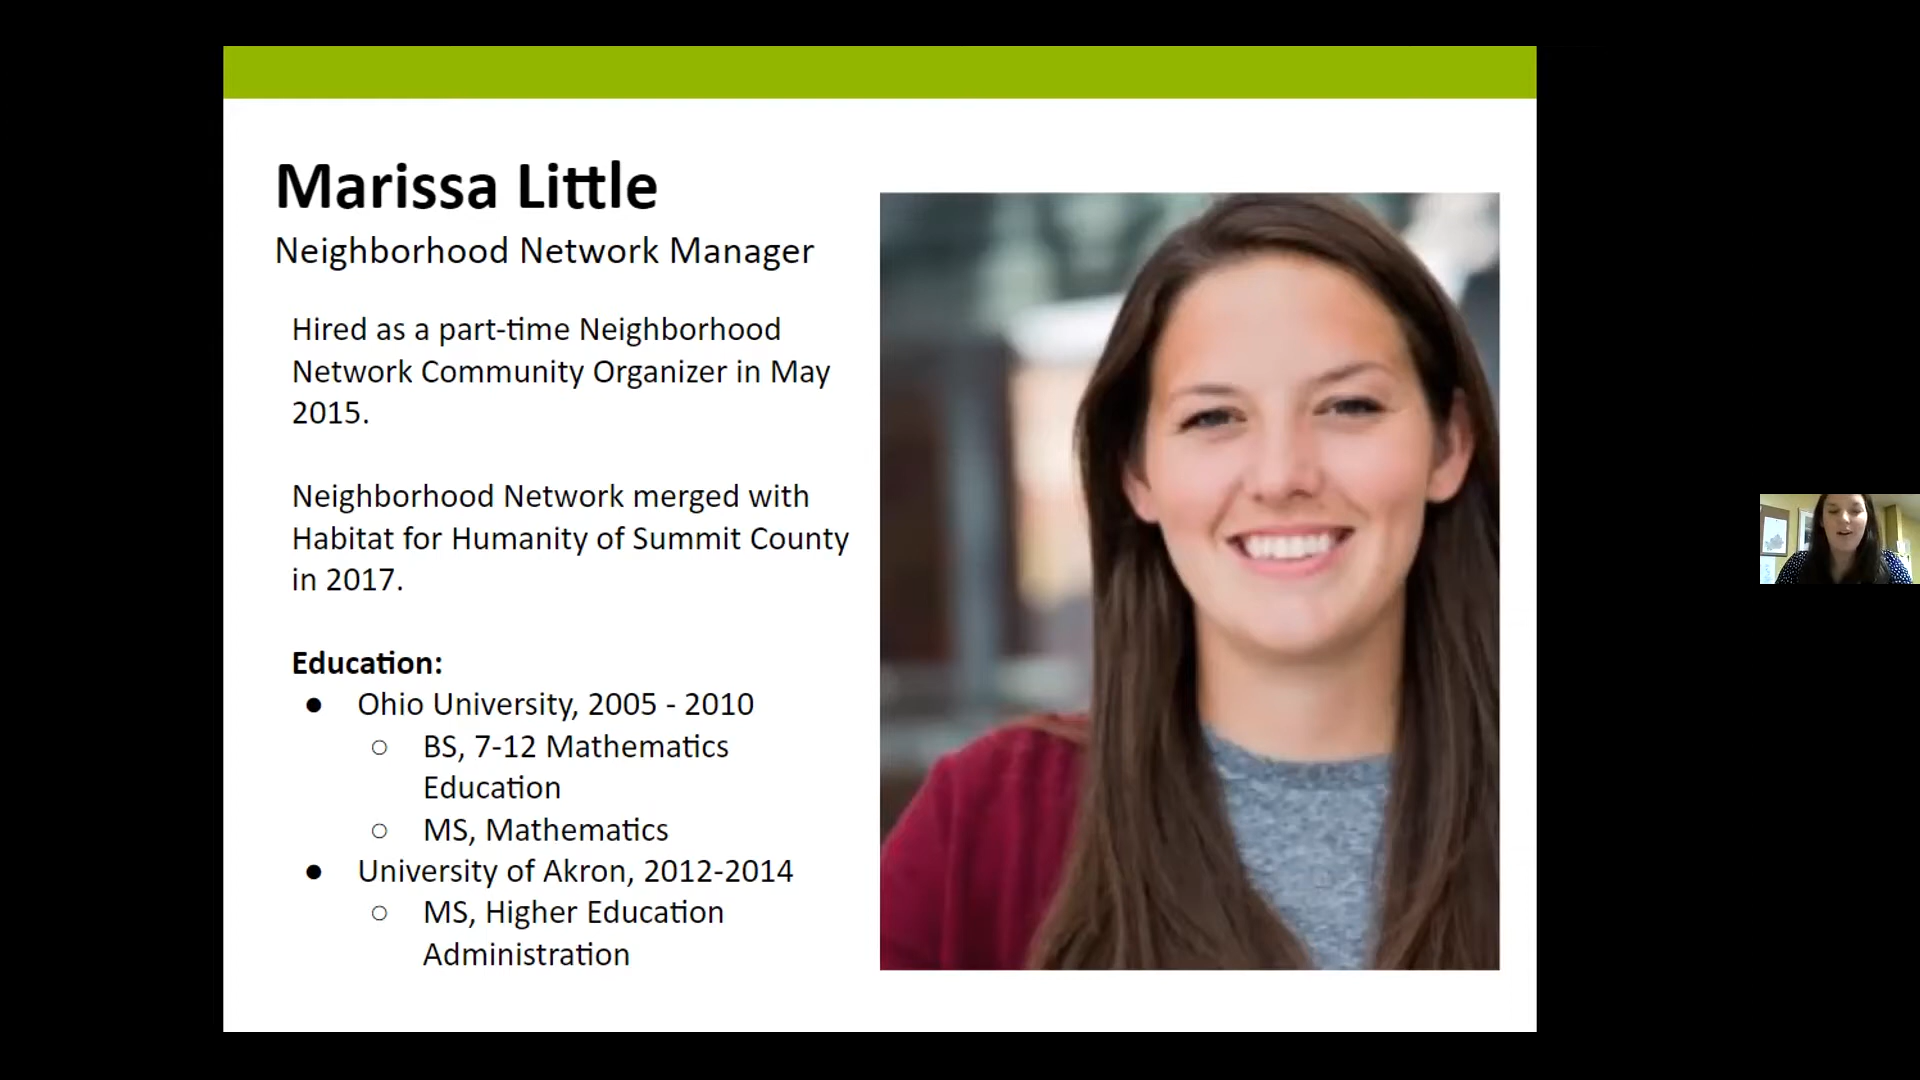 Marissa Little
Neighborhood Network Manager
Hired as a part-time Neighborhood
Network Community Organizer in May
2015.
Neighborhood Network merged with
Habitat for Humanity of Summit County
in 2017.
Education:
● Ohio University, 2005 - 2010
○ BS, 7-12 Mathematics
Education
○ MS, Mathematics
● University of Akron, 2012-2014
○ MS, Higher Education
Administration